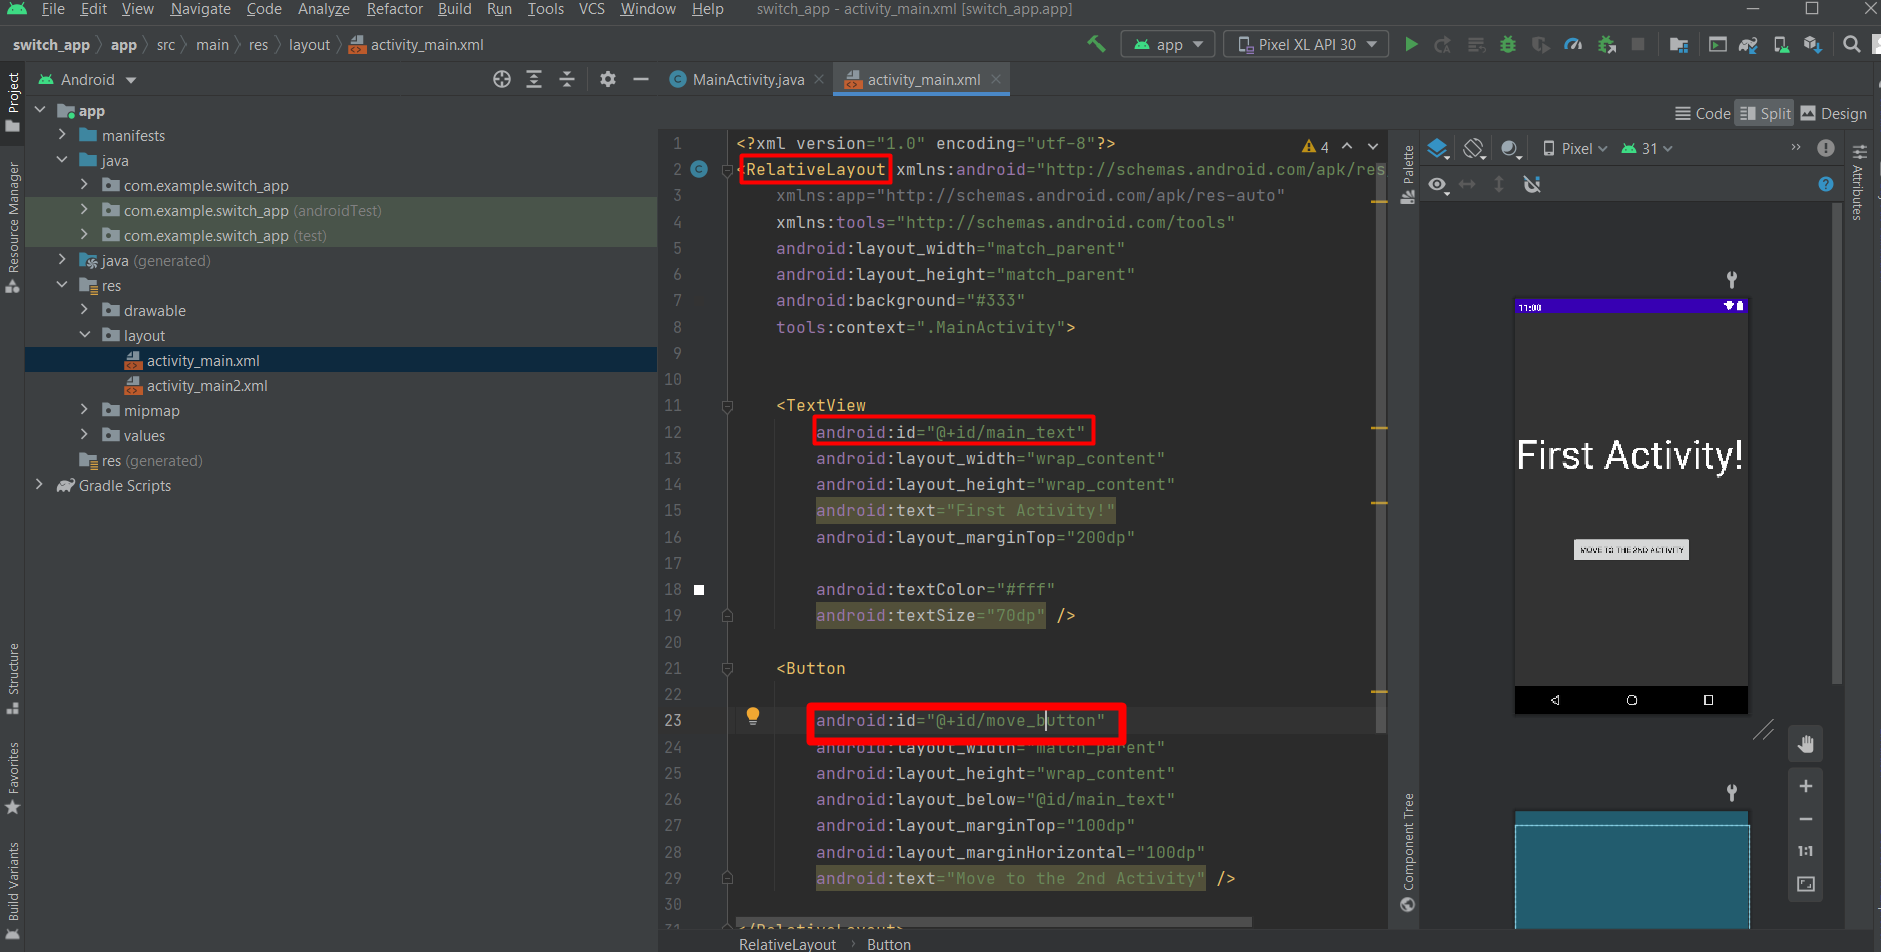 File Edit View Navigate Code Analyze Refactor Build Run Tools VCS Window Help switch_app - activity_main.xml [switch_app.app]
switch_app app src main res layout activity_main.xml app Pixel XL API 30
Android MainActivity.java activity_main.xml
Code Split Design
Project
Resource Manager
Structure
Favorites
Build Variants
app
manifests
java
com.example.switch_app
com.example.switch_app (androidTest)
com.example.switch_app (test)
java (generated)
res
drawable
layout
activity_main.xml
activity_main2.xml
mipmap
values
res (generated)
Gradle Scripts
1 <?xml version="1.0" encoding="utf-8"?>
4
2 <RelativeLayout xmlns:android="http://schemas.android.com/apk/res
3 xmlns:app="http://schemas.android.com/apk/res-auto"
4 xmlns:tools="http://schemas.android.com/tools"
5 android:layout_width="match_parent"
6 android:layout_height="match_parent"
7 android:background="#333"
8 tools:context=".MainActivity">
9
10
11 <TextView
12 android:id="@+id/main_text"
13 android:layout_width="wrap_content"
14 android:layout_height="wrap_content"
15 android:text="First Activity!"
16 android:layout_marginTop="200dp"
17
18 android:textColor="#fff"
19 android:textSize="70dp" />
20
21 <Button
22
23 android:id="@+id/move_button"
24 android:layout_width="match_parent"
25 android:layout_height="wrap_content"
26 android:layout_below="@id/main_text"
27 android:layout_marginTop="100dp"
28 android:layout_marginHorizontal="100dp"
29 android:text="Move to the 2nd Activity" />
30
31 </RelativeLayout>
RelativeLayout Button
Palette
Component Tree
Pixel 31
Attributes
11:00
First Activity!
MOVE TO THE 2ND ACTIVITY
1:1